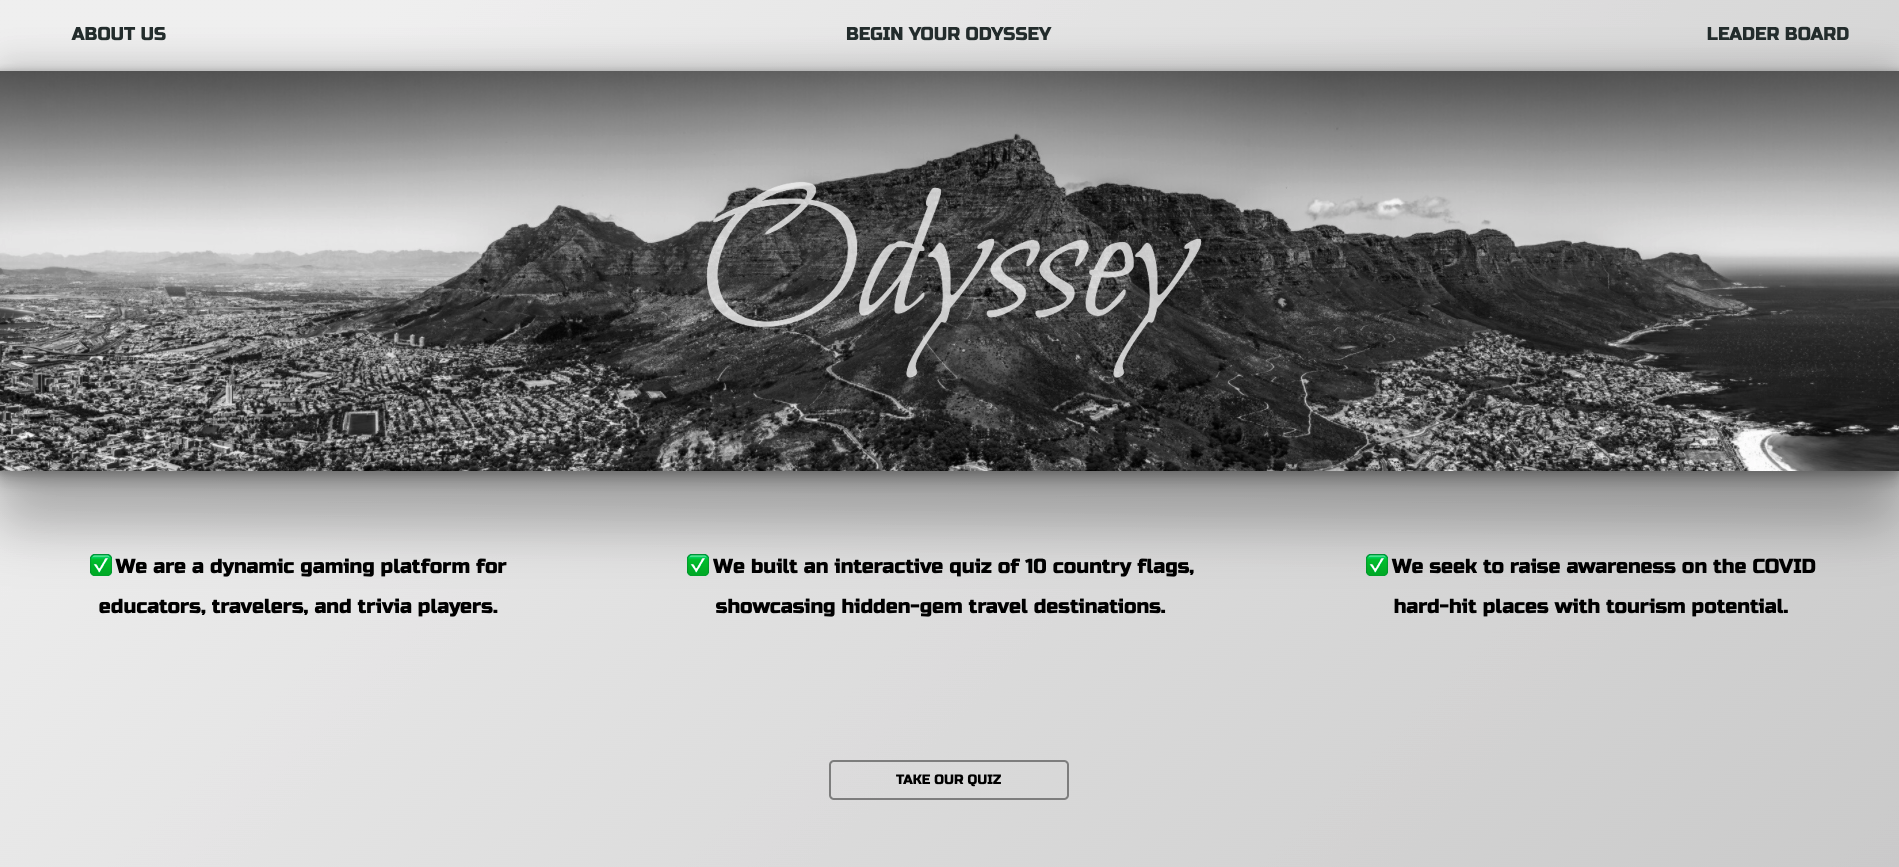 ABOUT US
BEGIN YOUR ODYSSEY
LEADER BOARD
Odyssey
✅ We are a dynamic gaming platform for
educators, travelers, and trivia players.
✅ We built an interactive quiz of 10 country flags,
showcasing hidden-gem travel destinations.
✅ We seek to raise awareness on the COVID
hard-hit places with tourism potential.
TAKE OUR QUIZ